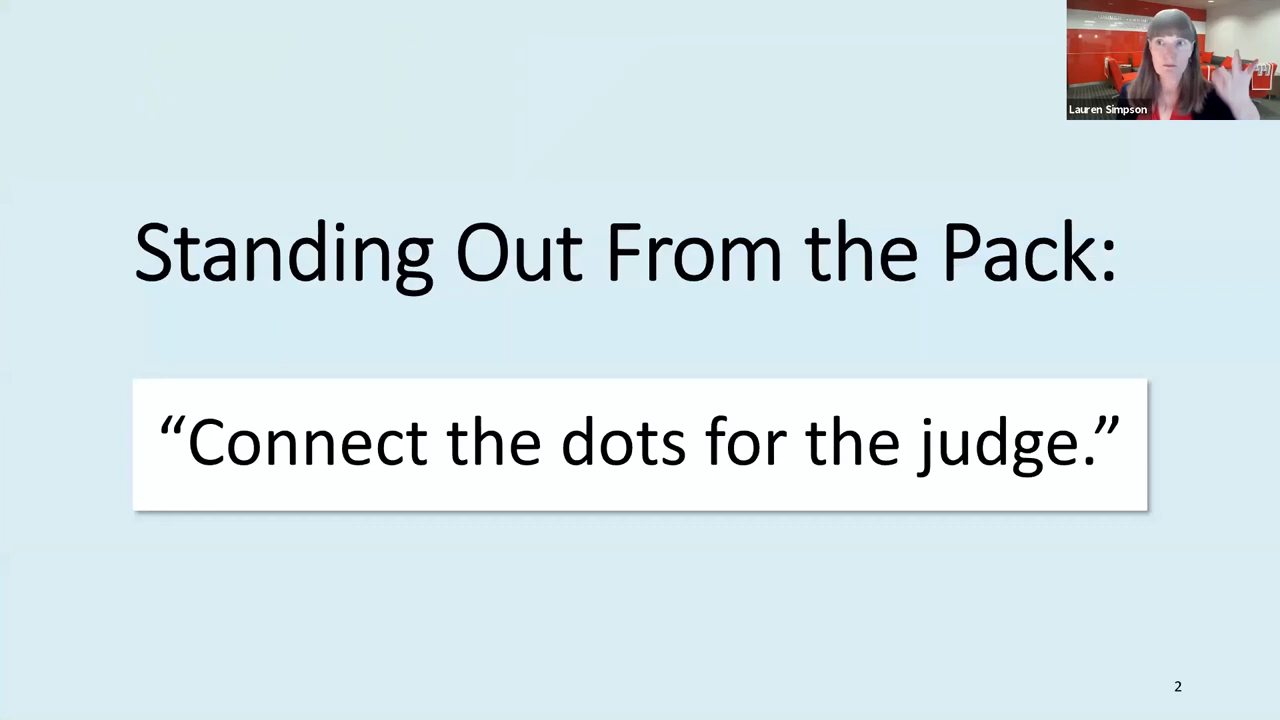 Lauren Simpson
Standing Out From the Pack:
“Connect the dots for the judge.”
2